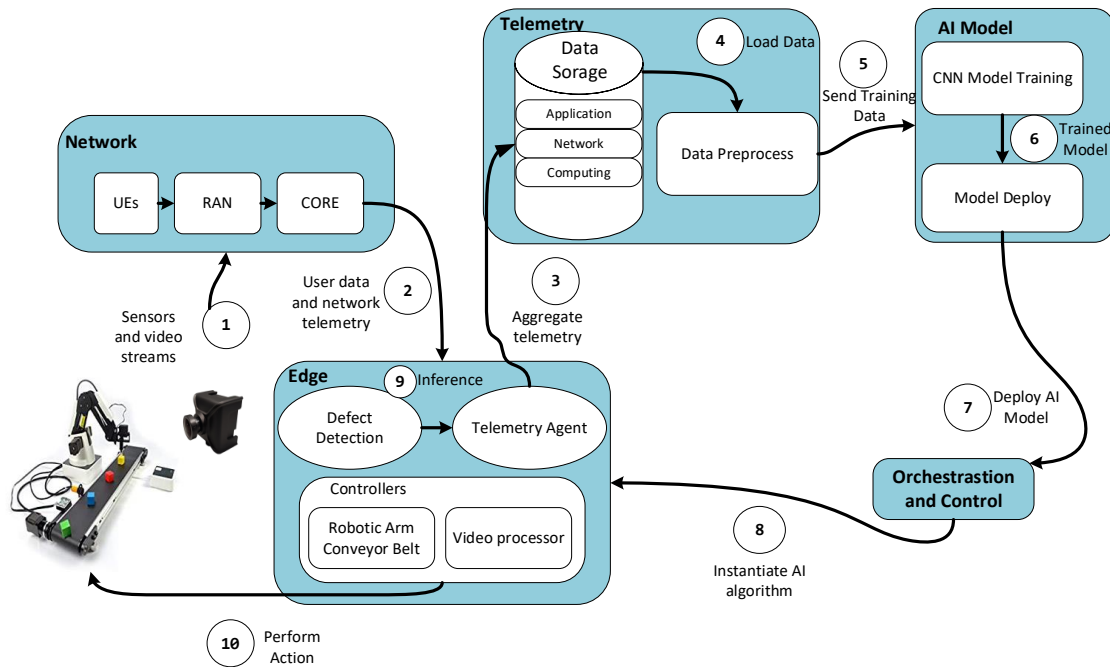 Network
UEs
RAN
CORE
1
Sensors
and video
streams
User data
and network
telemetry
2
Telemetry
Data
Sorage
Application
Network
Computing
4
Load Data
Data Preprocess
3
Aggregate
telemetry
5
Send Training
Data
AI Model
CNN Model Training
6
Trained
Model
Model Deploy
7
Deploy AI
Model
Orchestrastion
and Control
8
Instantiate AI
algorithm
Edge
9
Inference
Defect
Detection
Telemetry Agent
Controllers
Robotic Arm
Conveyor Belt
Video processor
10
Perform
Action